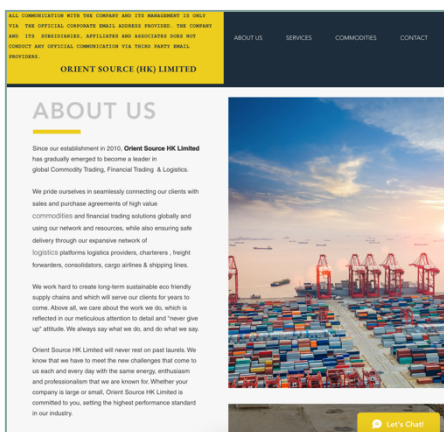 ALL COMMUNICATION WITH THE COMPANY AND ITS MANAGEMENT IS ONLY
VIA THE OFFICIAL CORPORATE EMAIL ADDRESS PROVIDED. THE COMPANY
AND ITS SUBSIDIARIES, AFFILIATES AND ASSOCIATES DOES NOT
CONDUCT ANY OFFICIAL COMMUNICATION VIA THIRD PARTY EMAIL
PROVIDERS.
ORIENT SOURCE (HK) LIMITED
ABOUT US
SERVICES
COMMODITIES
CONTACT
ABOUT US
Since our establishment in 2010, Orient Source HK Limited
has gradually emerged to become a leader in
global Commodity Trading, Financial Trading & Logistics.
We pride ourselves in seamlessly connecting our clients with
sales and purchase agreements of high value
commodities and financial trading solutions globally and
using our network and resources, while also ensuring safe
delivery through our expansive network of
logistics platforms logistics providers, charterers , freight
forwarders, consolidators, cargo airlines & shipping lines.
We work hard to create long-term sustainable eco friendly
supply chains and which will serve our clients for years to
come. Above all, we care about the work we do, which is
reflected in our meticulous attention to detail and "never give
up" attitude. We always say what we do, and do what we say.
Orient Source HK Limited will never rest on past laurels. We
know that we have to meet the new challenges that come to
us each and every day with the same energy, enthusiasm
and professionalism that we are known for. Whether your
company is large or small, Orient Source HK Limited is
committed to you, setting the highest performance standard
in our industry.
Let's Chat!